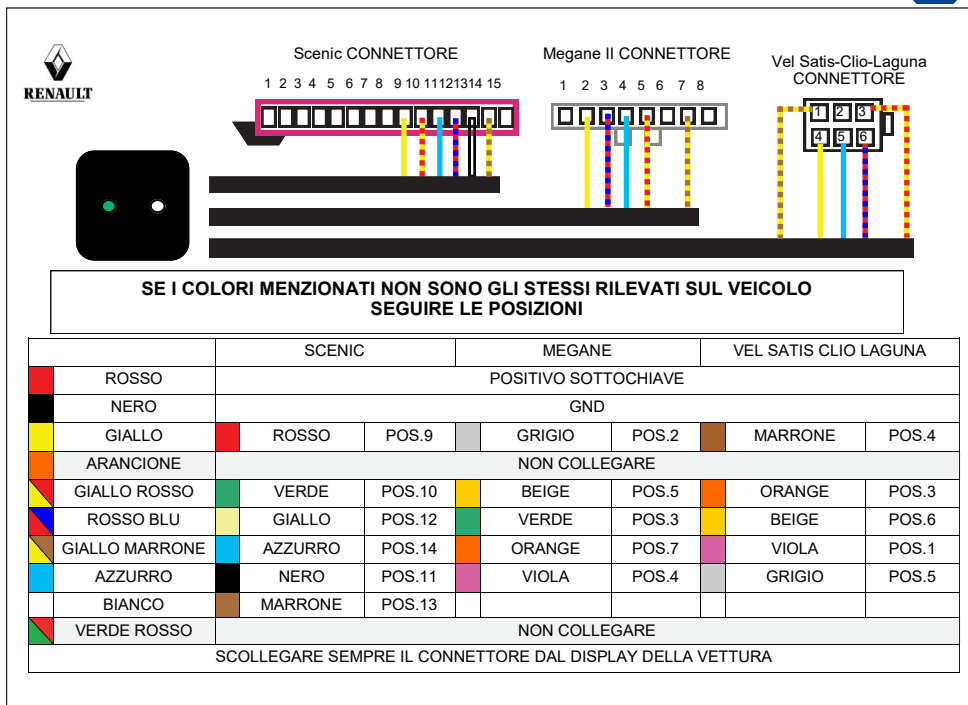 RENAULT
Scenic CONNETTORE
1 2 3 4 5 6 7 8 9 10 11 12 13 14 15
Megane II CONNETTORE
1 2 3 4 5 6 7 8
Vel Satis-Clio-Laguna
CONNETTORE
1 2 3
4 5 6
SE I COLORI MENZIONATI NON SONO GLI STESSI RILEVATI SUL VEICOLO
SEGUIRE LE POSIZIONI
SCENIC MEGANE VEL SATIS CLIO LAGUNA
ROSSO POSITIVO SOTTOCHIAVE
NERO GND
GIALLO ROSSO POS.9 GRIGIO POS.2 MARRONE POS.4
ARANCIONE NON COLLEGARE
GIALLO ROSSO VERDE POS.10 BEIGE POS.5 ORANGE POS.3
ROSSO BLU GIALLO POS.12 VERDE POS.3 BEIGE POS.6
GIALLO MARRONE AZZURRO POS.14 ORANGE POS.7 VIOLA POS.1
AZZURRO NERO POS.11 VIOLA POS.4 GRIGIO POS.5
BIANCO MARRONE POS.13
VERDE ROSSO NON COLLEGARE
SCOLLEGARE SEMPRE IL CONNETTORE DAL DISPLAY DELLA VETTURA